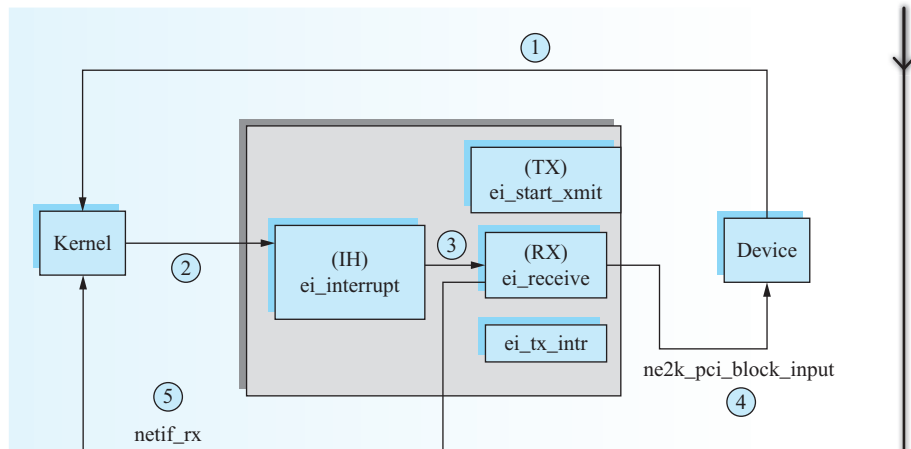 1
(TX)
ei_start_xmit
Kernel
2
(IH)
ei_interrupt
3
(RX)
ei_receive
Device
ei_tx_intr
ne2k_pci_block_input
4
5
netif_rx